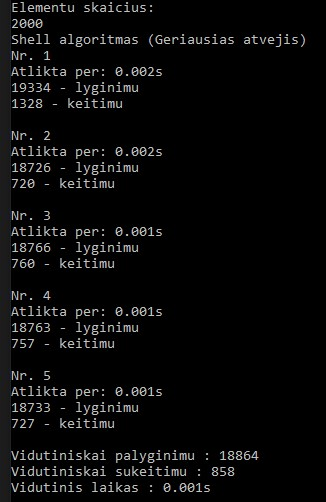 Elementu skaicius:
2000
Shell algoritmas (Geriausias atvejis)
Nr. 1
Atlikta per: 0.002s
19334 - lyginimu
1328 - keitimu
Nr. 2
Atlikta per: 0.002s
18726 - lyginimu
720 - keitimu
Nr. 3
Atlikta per: 0.001s
18766 - lyginimu
760 - keitimu
Nr. 4
Atlikta per: 0.001s
18763 - lyginimu
757 - keitimu
Nr. 5
Atlikta per: 0.001s
18733 - lyginimu
727 - keitimu
Vidutiniskai palyginimu : 18864
Vidutiniskai sukeitimu : 858
Vidutinis laikas : 0.001s